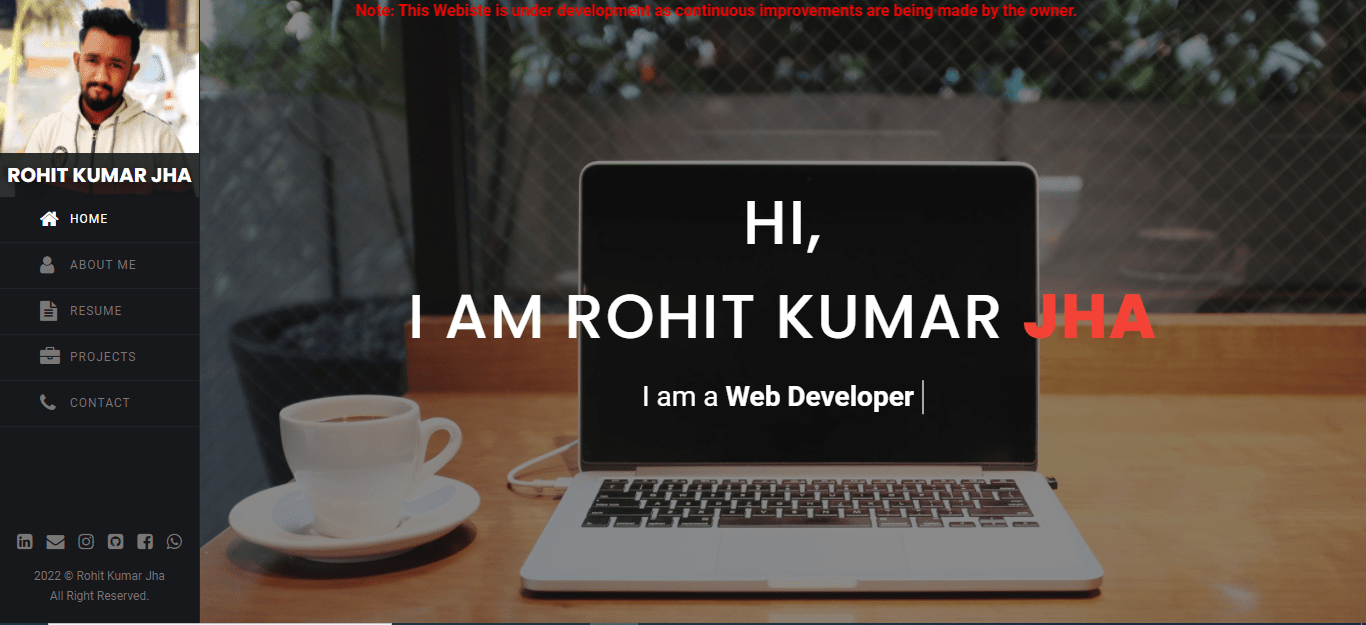 Note: This Webiste is under development as continuous improvements are being made by the owner.
ROHIT KUMAR JHA
HOME
ABOUT ME
RESUME
PROJECTS
CONTACT
2022 © Rohit Kumar Jha
All Right Reserved.
HI,
I AM ROHIT KUMAR JHA
I am a Web Developer